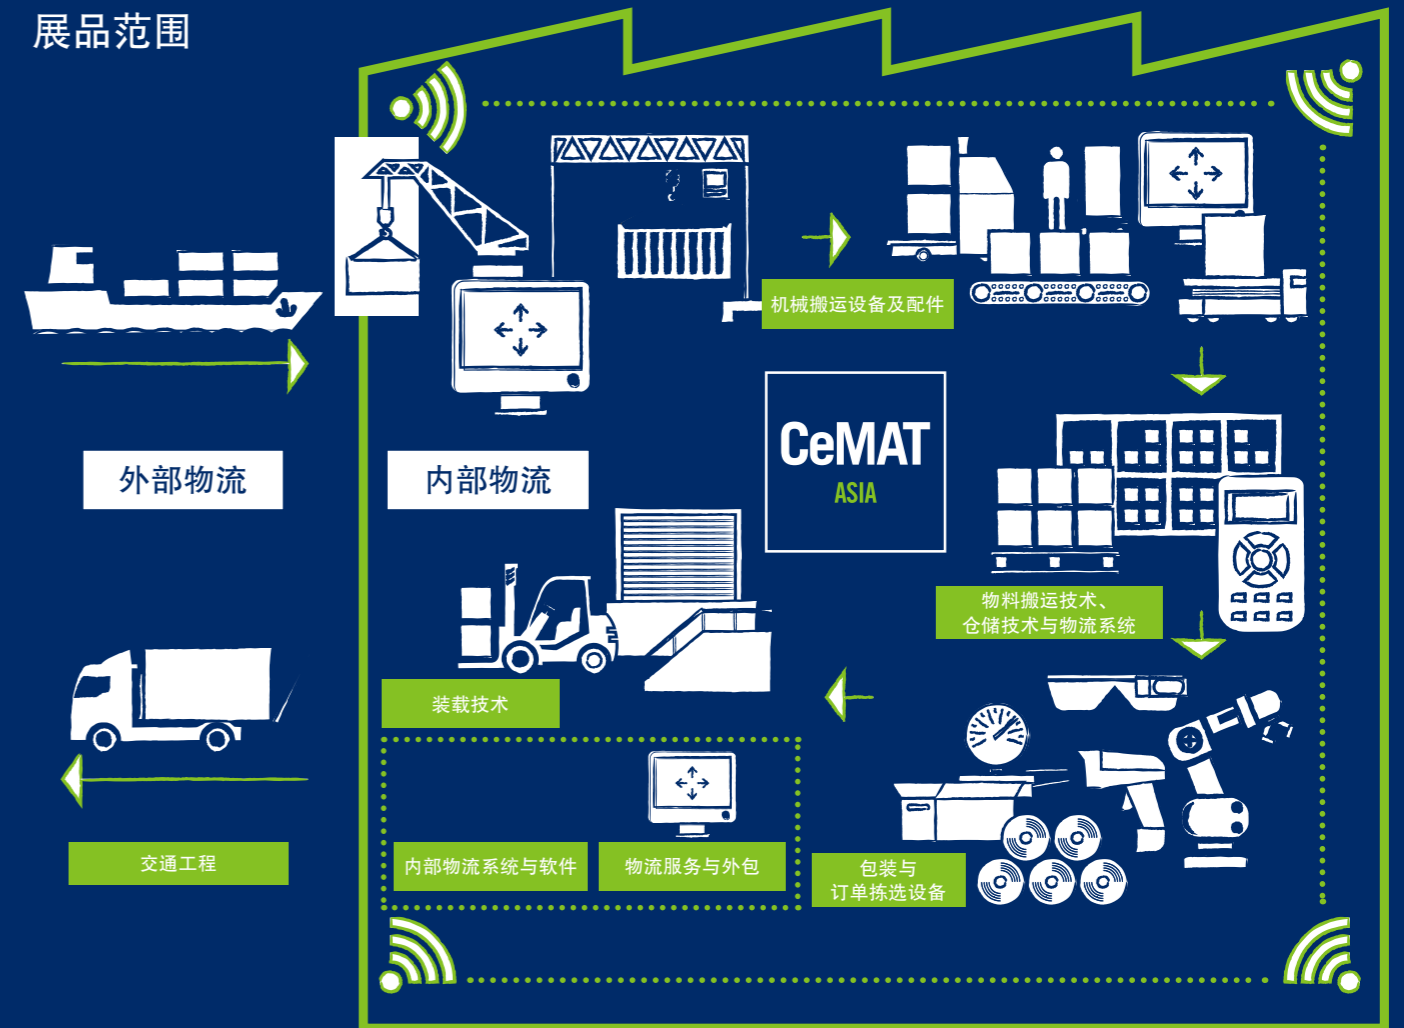 展品范围
机械搬运设备及配件
CeMAT
ASIA
外部物流
内部物流
物料搬运技术、
仓储技术与物流系统
装载技术
交通工程
内部物流系统与软件
物流服务与外包
包装与
订单拣选设备